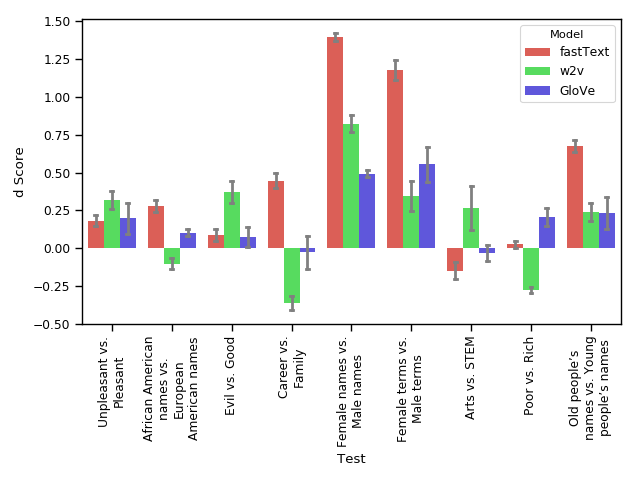 1.50
1.25
1.00
0.75
0.50
0.25
0.00
−0.25
−0.50
d Score
Model
fastText
w2v
GloVe
Unpleasant vs.
Pleasant
African American
names vs.
European
American names
Evil vs. Good
Career vs.
Family
Female names vs.
Male names
Female terms vs.
Male terms
Arts vs. STEM
Poor vs. Rich
Old people’s
names vs. Young
people’s names
Test